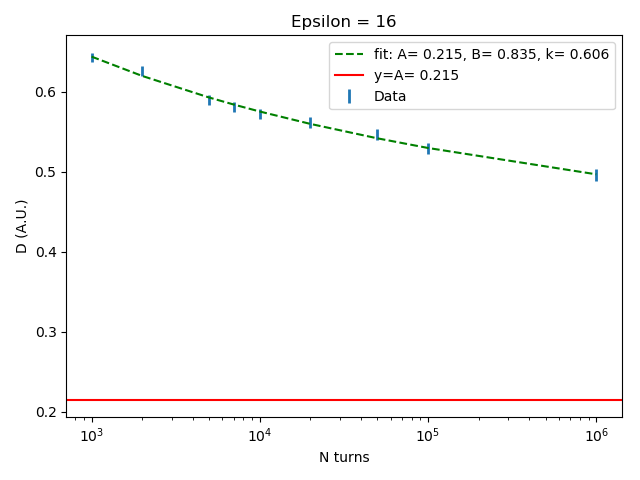 Epsilon = 16
fit: A= 0.215, B= 0.835, k= 0.606
y=A= 0.215
Data
D (A.U.)
0.6
0.5
0.4
0.3
0.2
10³ 10⁴ 10⁵ 10⁶
N turns